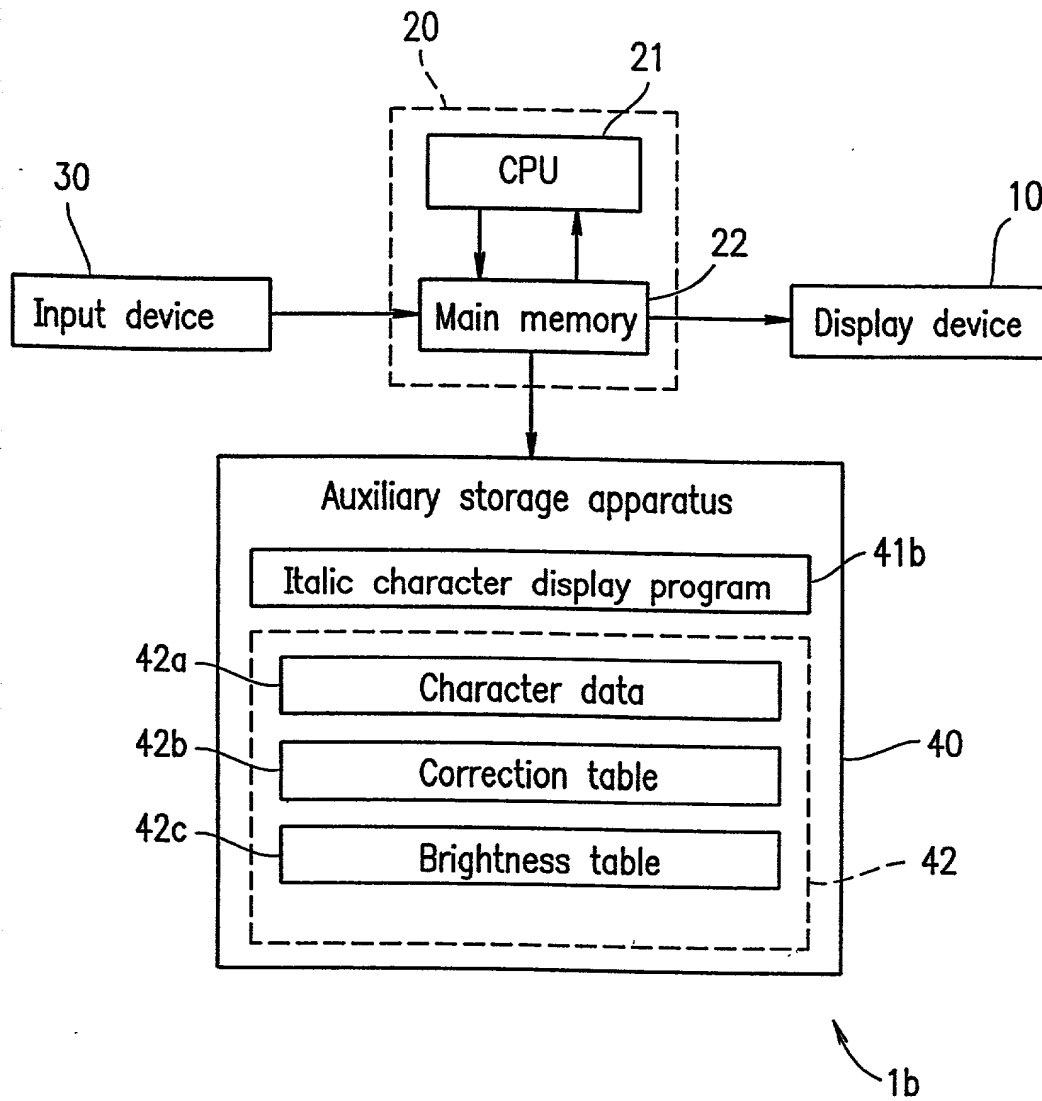 20
21
CPU
30
10
22
Input device
Main memory
Display device
Auxiliary storage apparatus
41b
Italic character display program
42a
Character data
42b
Correction table
40
42c
Brightness table
42
1b